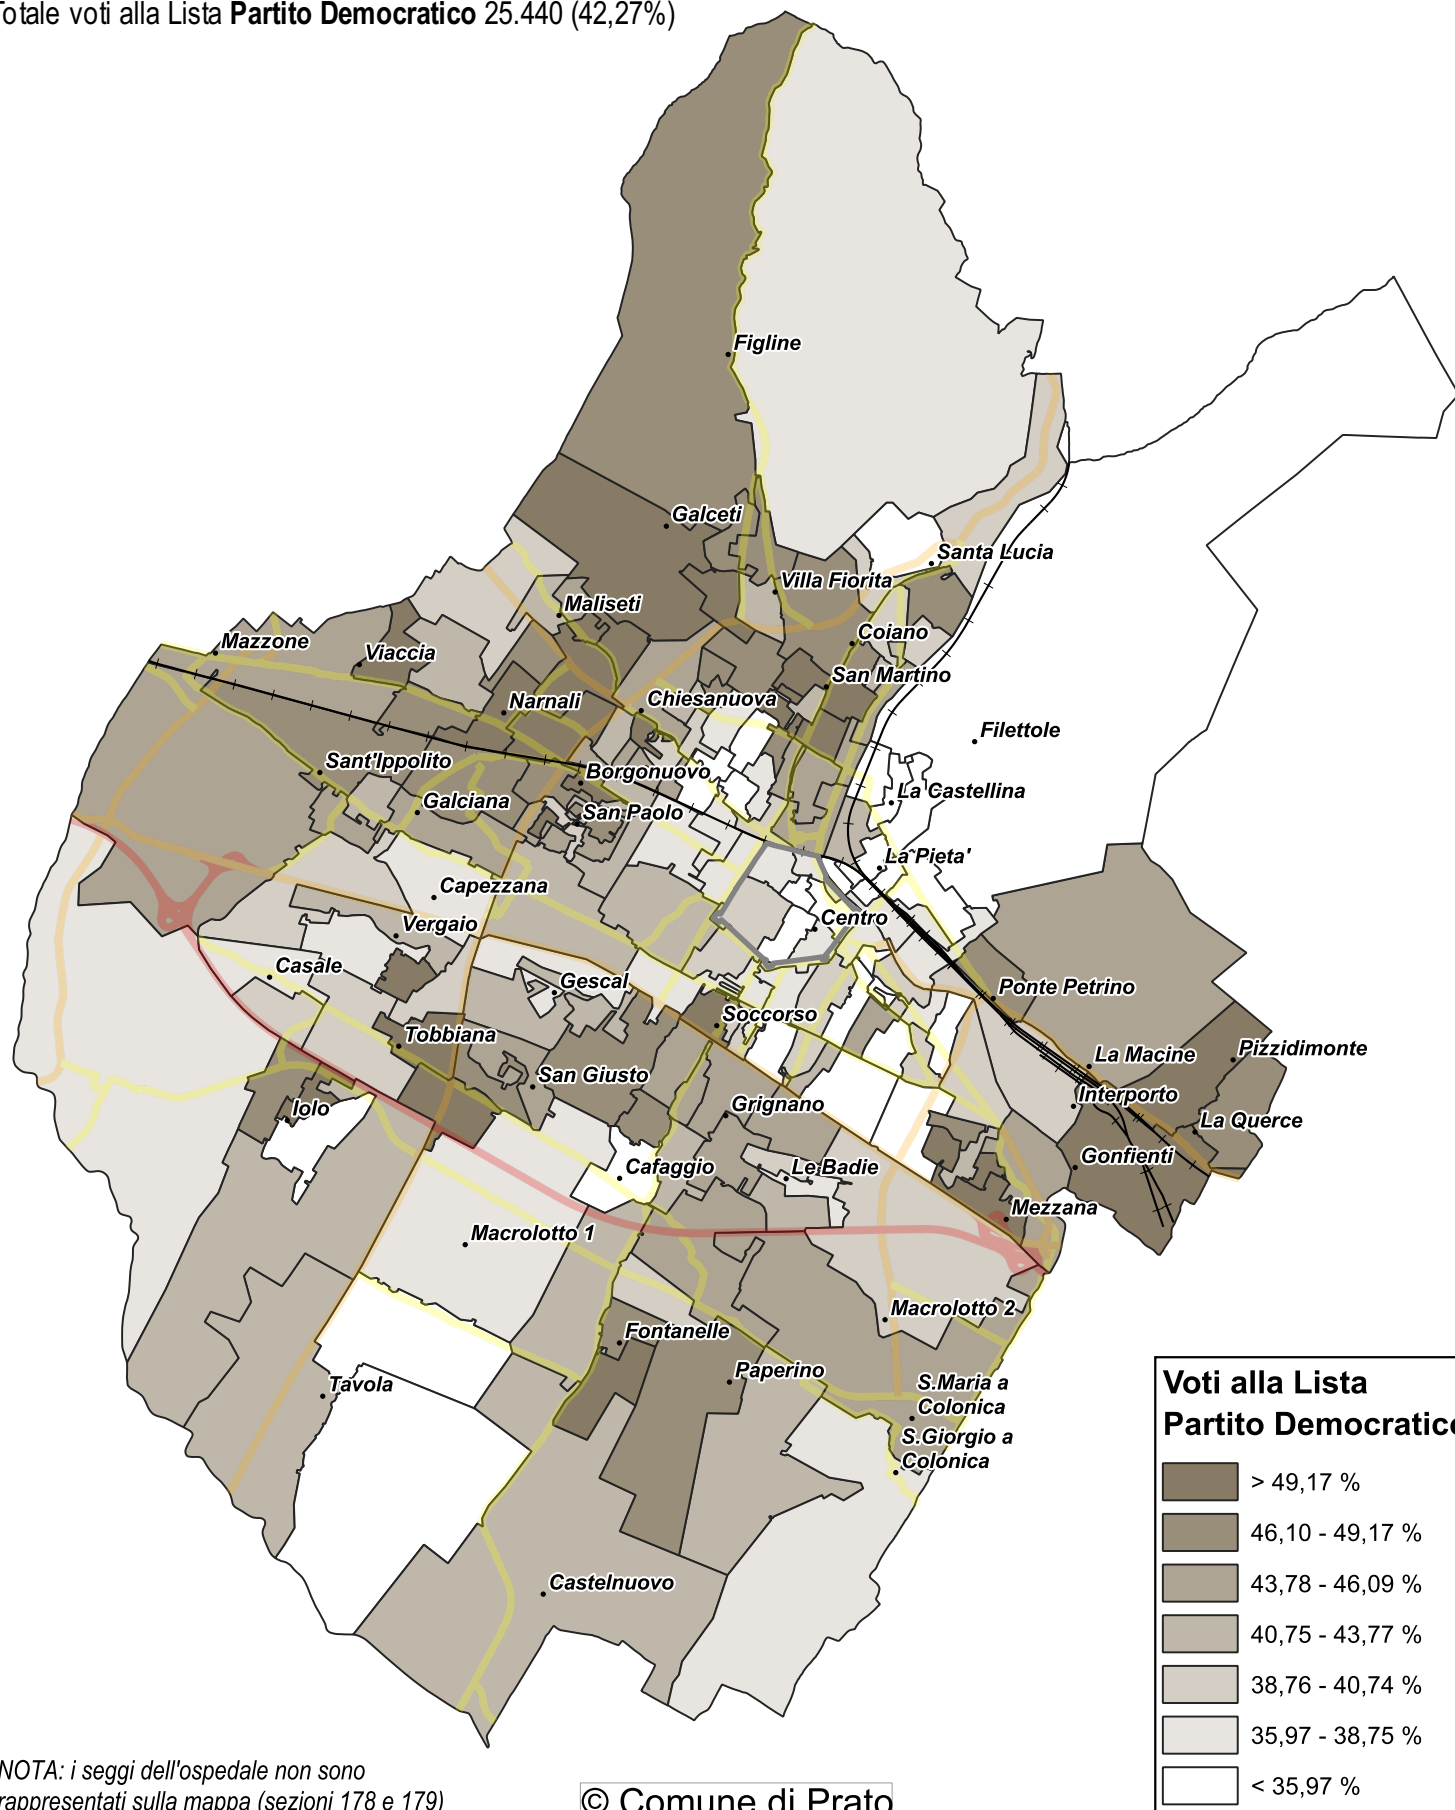 Totale voti alla Lista Partito Democratico 25.440 (42,27%)
Figline
Galceti
Santa Lucia
Villa Fiorita
Maliseti
Coiano
Mazzone
Viaccia
San Martino
Narnali
Chiesanuova
Filettole
Sant'Ippolito
Borgonuovo
La Castellina
Galciana
San Paolo
La Pieta'
Capezzana
Centro
Vergaio
Casale
Gescal
Ponte Petrino
Soccorso
Tobbiana
La Macine
Pizzidimonte
San Giusto
Interporto
Iolo
Grignano
La Querce
Gonfienti
Cafaggio
Le Badie
Mezzana
Macrolotto 1
Macrolotto 2
Fontanelle
Paperino
Tavola
S.Maria a
Colonica
S.Giorgio a
Colonica
Castelnuovo
Voti alla Lista
Partito Democratico
> 49,17 %
46,10 - 49,17 %
43,78 - 46,09 %
40,75 - 43,77 %
38,76 - 40,74 %
35,97 - 38,75 %
< 35,97 %
NOTA: i seggi dell'ospedale non sono
rappresentati sulla mappa (sezioni 178 e 179)
© Comune di Prato